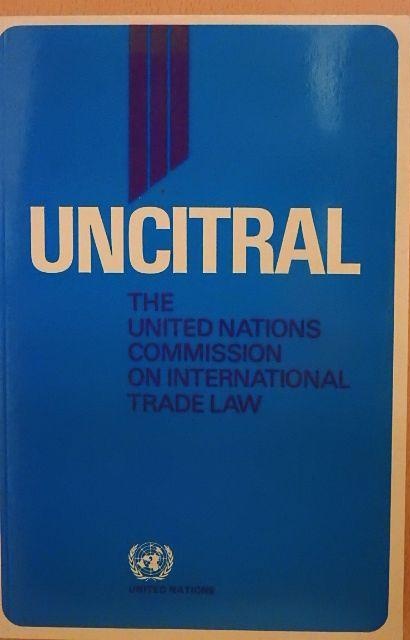 UNCITRAL
THE
UNITED NATIONS
COMMISSION
ON INTERNATIONAL
TRADE LAW
UNITED NATIONS